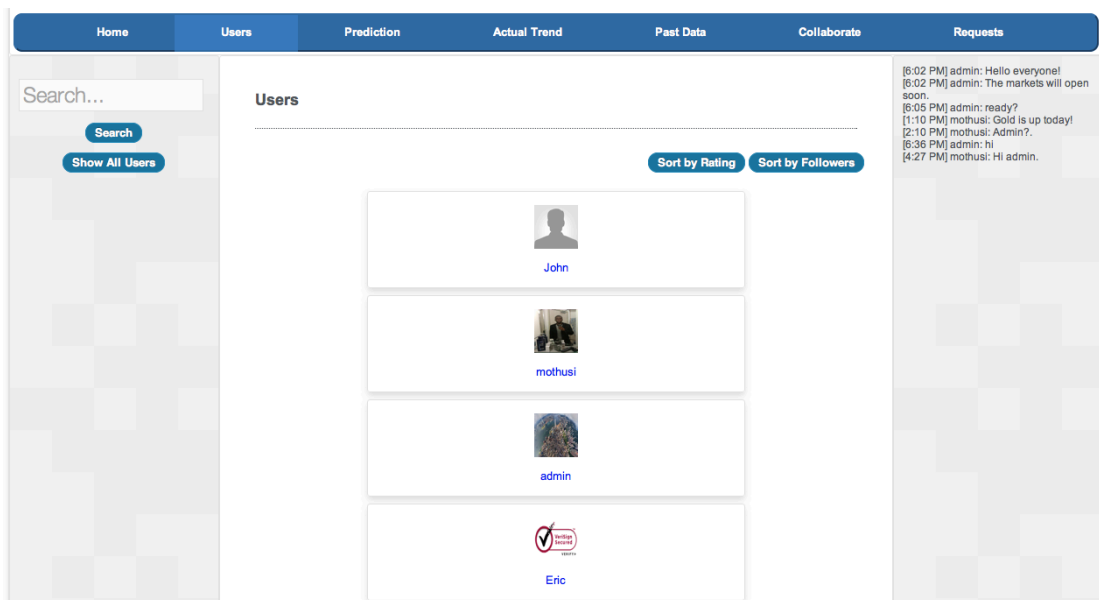 Home Users Prediction Actual Trend Past Data Collaborate Requests
Search...
Search
Show All Users
Users
Sort by Rating Sort by Followers
John
mothusi
admin
VeriSign
Secured
Eric
[6:02 PM] admin: Hello everyone!
[6:02 PM] admin: The markets will open
soon.
[6:05 PM] admin: ready?
[1:10 PM] mothusi: Gold is up today!
[2:10 PM] mothusi: Admin?.
[6:36 PM] admin: hi
[4:27 PM] mothusi: Hi admin.